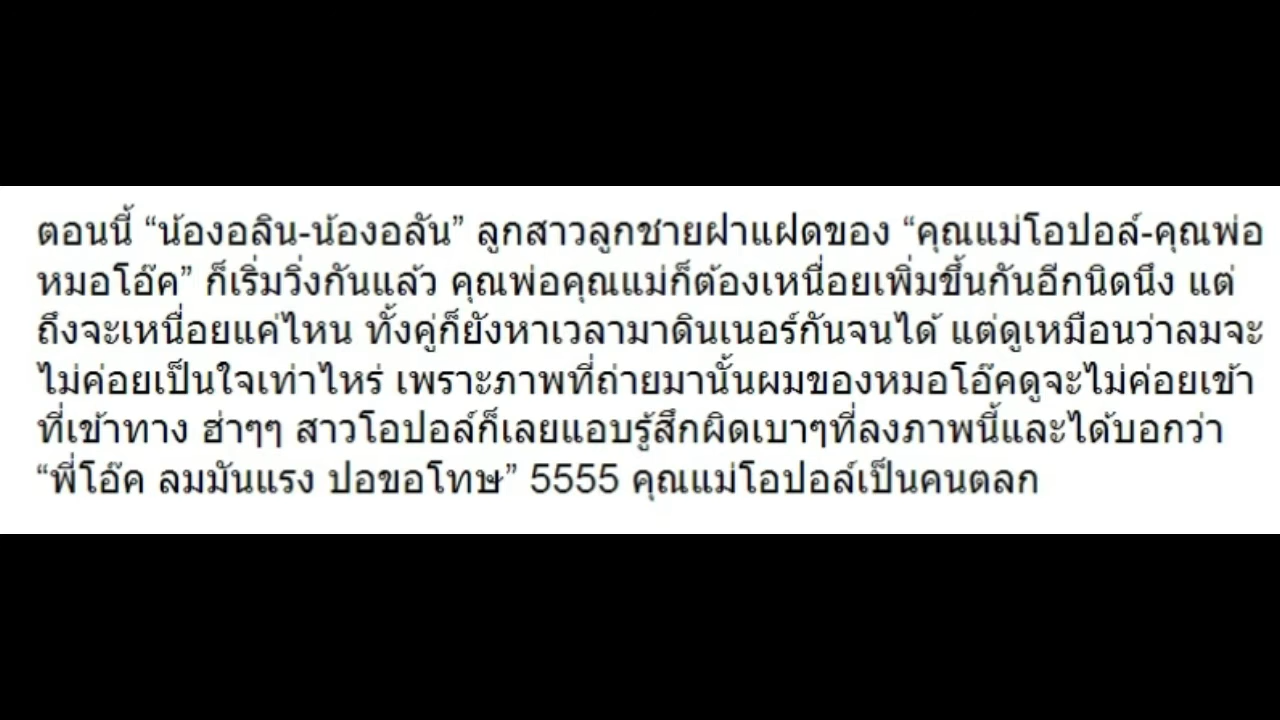 ตอนนี้ “น้องอลิน-น้องอลัน” ลูกสาวลูกชายฝาแฝดของ “คุณแม่โอปอล์-คุณพ่อ
หมอโอ๊ค” ก็เริ่มวิ่งกันแล้ว คุณพ่อคุณแม่ก็ต้องเหนื่อยเพิ่มขึ้นกันอีกนิดนึง แต่
ถึงจะเหนื่อยแค่ไหน ทั้งคู่ก็ยังหาเวลามาดินเนอร์กันจนได้ แต่ดูเหมือนว่าลมจะ
ไม่ค่อยเป็นใจเท่าไหร่ เพราะภาพที่ถ่ายมานั้นผมของหมอโอ๊คดูจะไม่ค่อยเข้า
ที่เข้าทาง ฮ่าๆๆ สาวโอปอล์ก็เลยแอบรู้สึกผิดเบาๆที่ลงภาพนี้และได้บอกว่า
“พี่โอ๊ค ลมมันแรง ปอขอโทษ” 5555 คุณแม่โอปอล์เป็นคนตลก